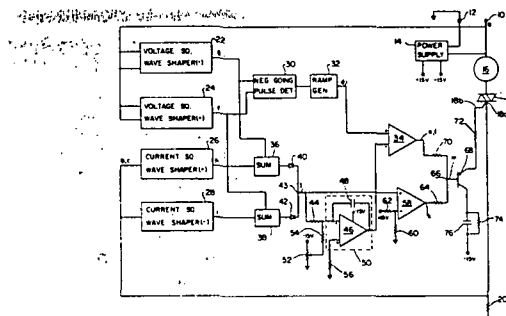 12
10
22
VOLTAGE SQ.
WAVE SHAPER(-)
14
POWER
SUPPLY
+15V
+15V
16
30
32
NEG GOING
PULSE DET
RAMP
GEN
24
VOLTAGE SQ.
WAVE SHAPER(-)
18b
72
34
26
CURRENT SQ
WAVE SHAPER(-)
36
SUM
40
70
68
66
43
48
64
28
CURRENT SQ
WAVE SHAPER(-)
44
58
42
62
SUM
38
46
54
50
60
74
76
52
56
20